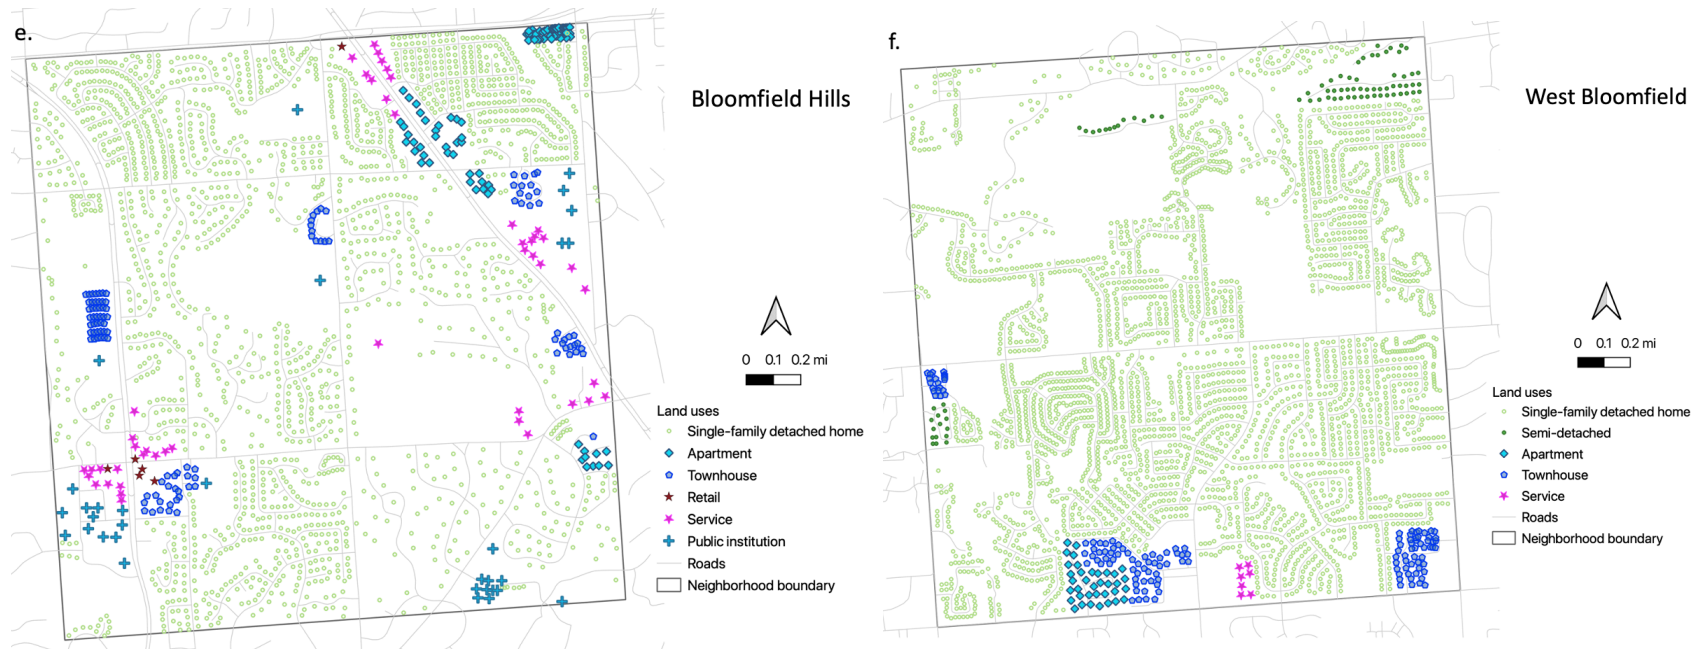 e.
Bloomfield Hills
0 0.1 0.2 mi
Land uses
Single-family detached home
Apartment
Townhouse
Retail
Service
Public institution
Roads
Neighborhood boundary
f.
West Bloomfield
0 0.1 0.2 mi
Land uses
Single-family detached home
Semi-detached
Apartment
Townhouse
Service
Roads
Neighborhood boundary